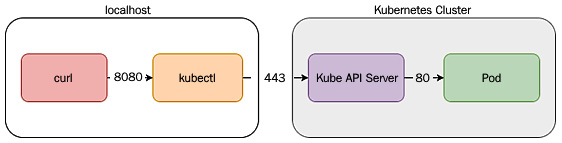 localhost
Kubernetes Cluster
curl
8080
kubectl
443
Kube API Server
80
Pod